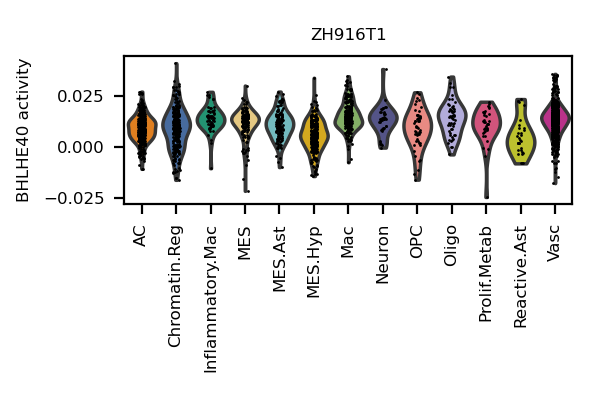 ZH916T1
BHLHE40 activity
0.025
0.000
−0.025
AC
Chromatin.Reg
Inflammatory.Mac
MES
MES.Ast
MES.Hyp
Mac
Neuron
OPC
Oligo
Prolif.Metab
Reactive.Ast
Vasc